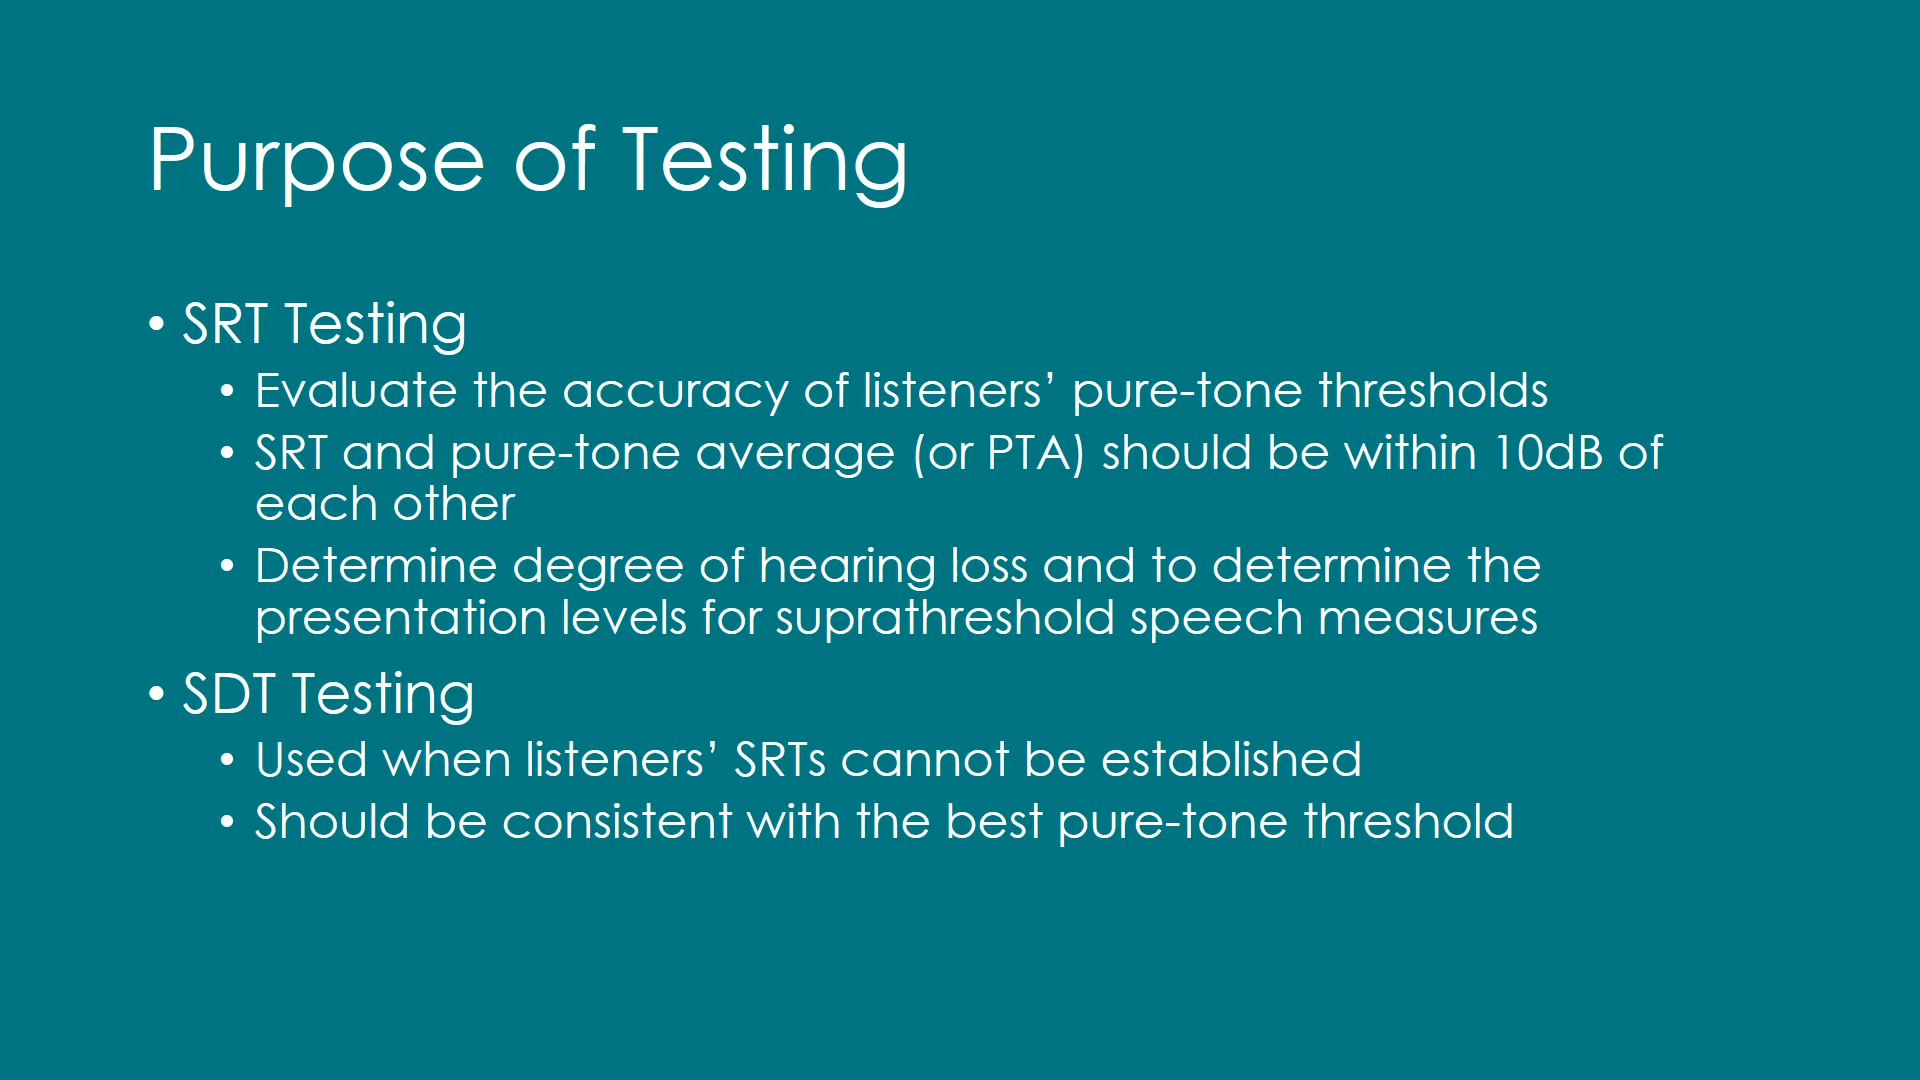 Purpose of Testing
• SRT Testing
• Evaluate the accuracy of listeners’ pure-tone thresholds
• SRT and pure-tone average (or PTA) should be within 10dB of
each other
• Determine degree of hearing loss and to determine the
presentation levels for suprathreshold speech measures
• SDT Testing
• Used when listeners’ SRTs cannot be established
• Should be consistent with the best pure-tone threshold